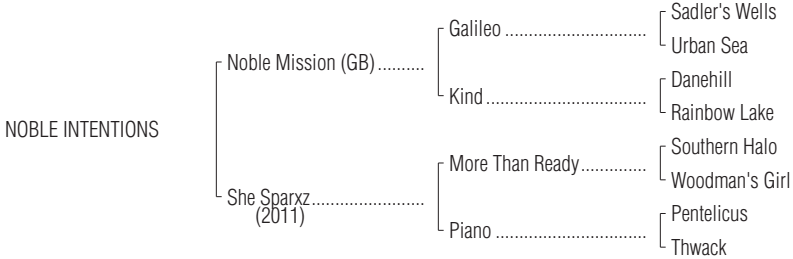 Sadler's Wells
Galileo ..............................
Urban Sea
Noble Mission (GB)..........
Danehill
Kind..................................
Rainbow Lake
NOBLE INTENTIONS
Southern Halo
More Than Ready.............
Woodman's Girl
She Sparxz.......................
(2011)
Pentelicus
Piano ................................
Thwack